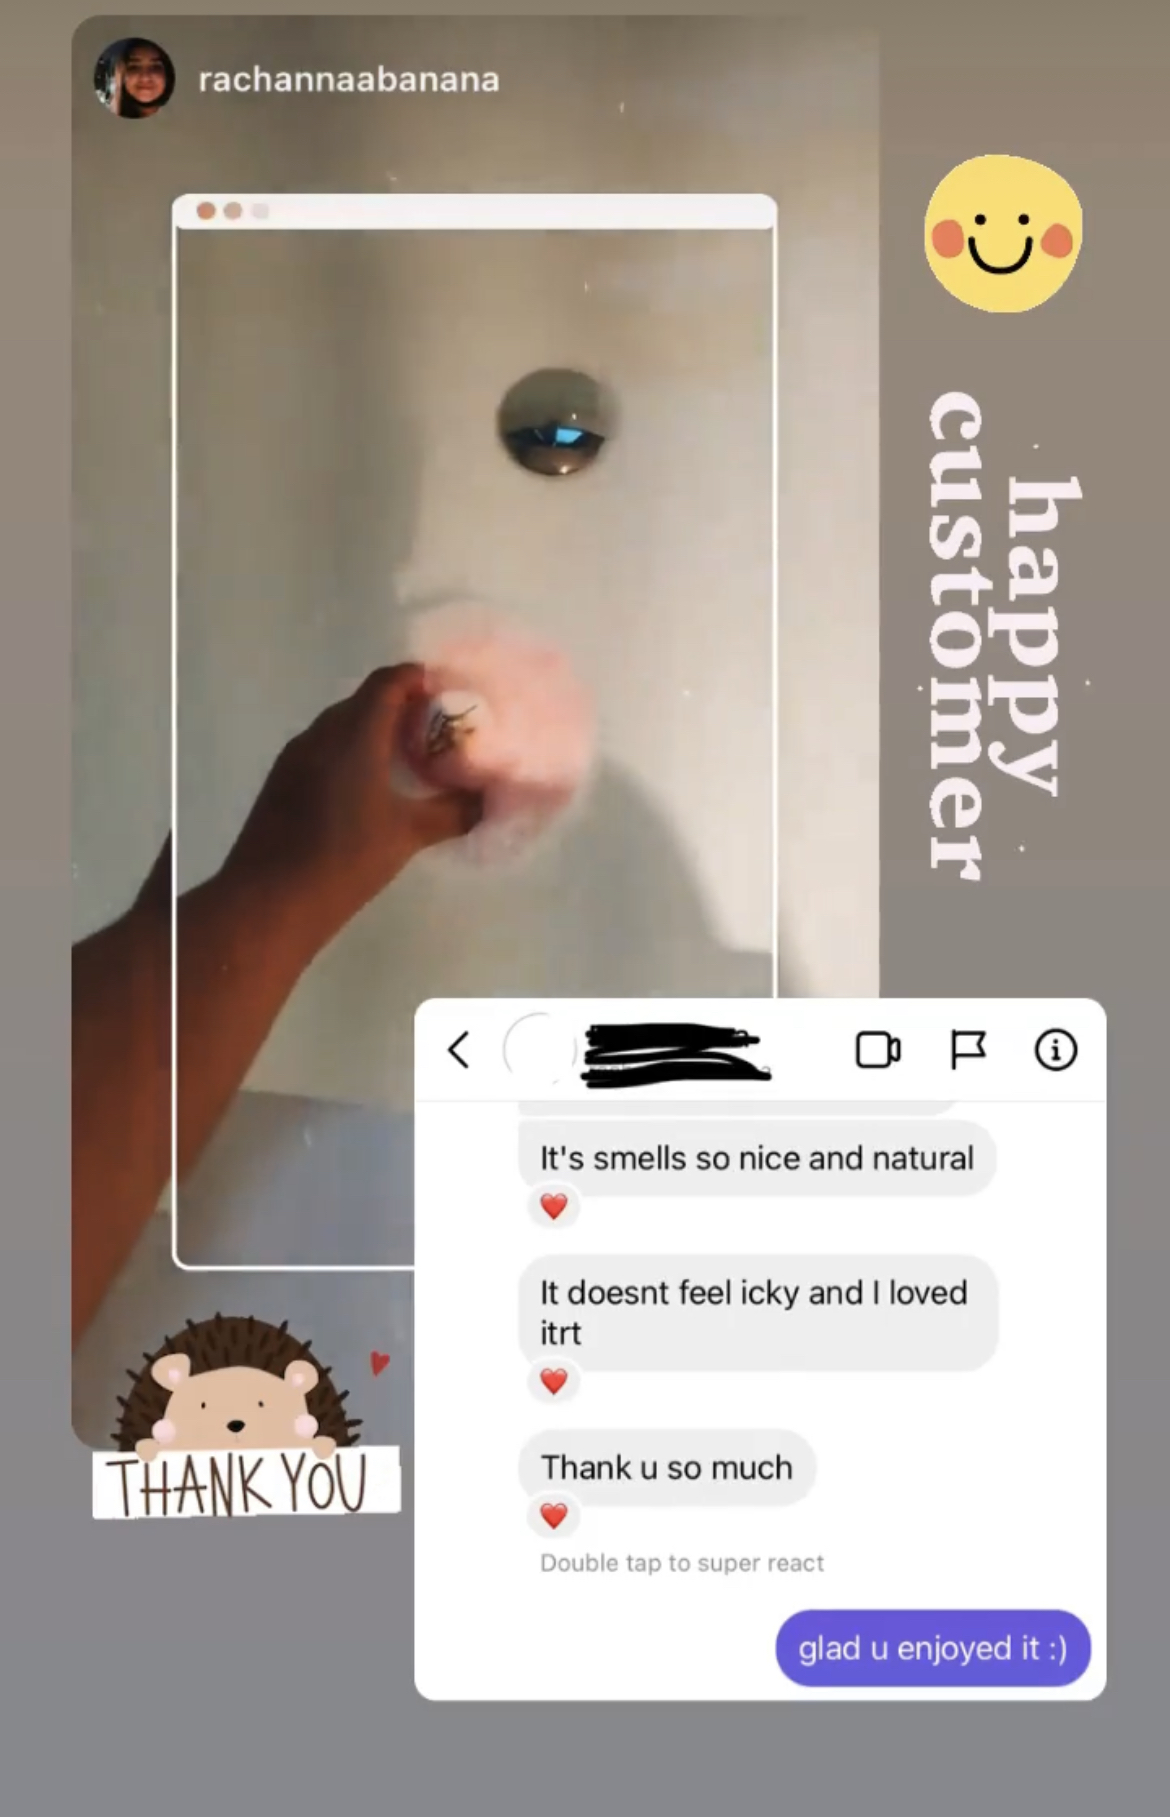 rachannaabanana
happy
customer
It's smells so nice and natural
It doesnt feel icky and I loved
itrt
Thank u so much
Double tap to super react
glad u enjoyed it :)
THANK YOU